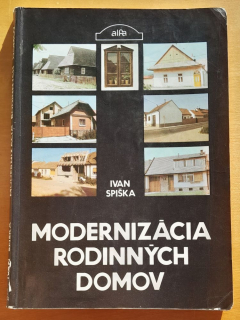 alfa
IVAN
SPIŠKA
MODERNIZÁCIA
RODINNÝCH
DOMOV